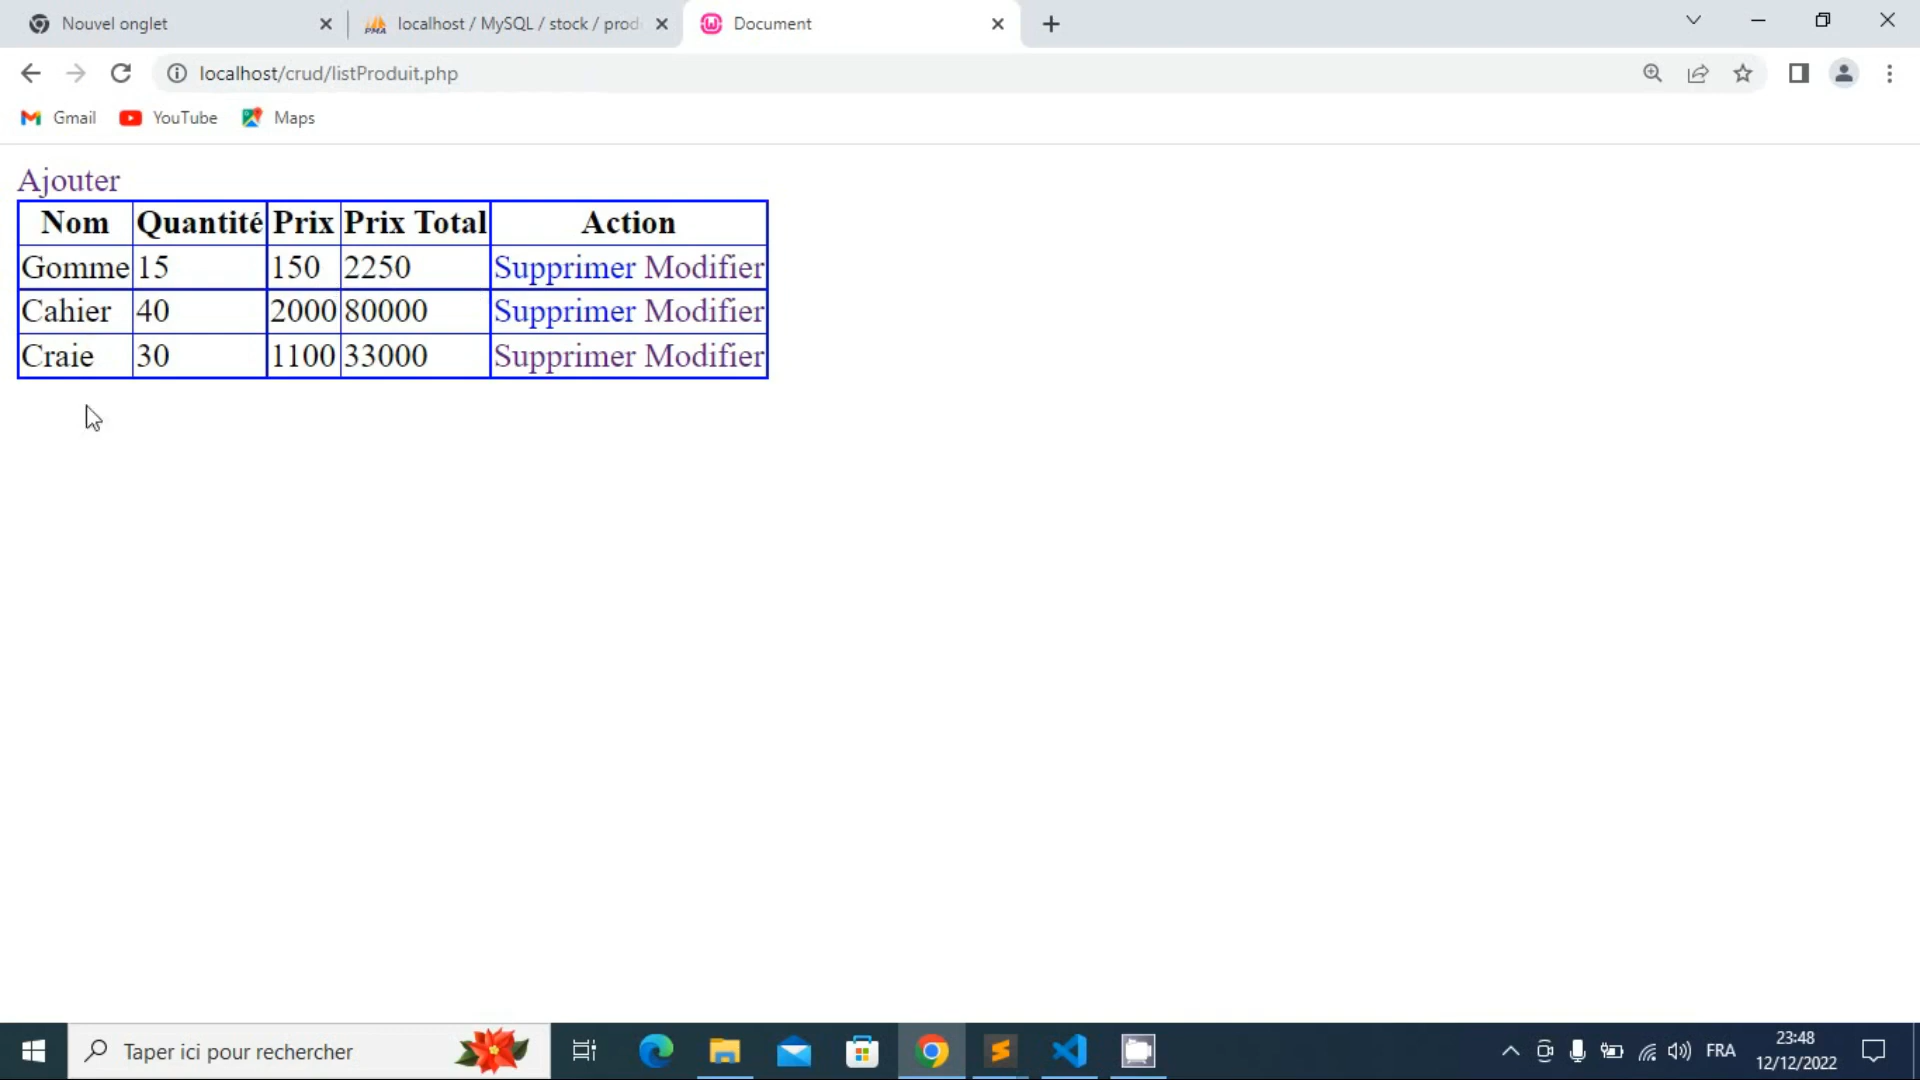 Nouvel onglet
localhost / MySQL / stock / prod
Document
localhost/crud/listProduit.php
Gmail YouTube Maps
Ajouter
Nom Quantité Prix Prix Total Action
Gomme 15 150 2250 Supprimer Modifier
Cahier 40 2000 80000 Supprimer Modifier
Craie 30 1100 33000 Supprimer Modifier
Taper ici pour rechercher
FRA
23:48
12/12/2022